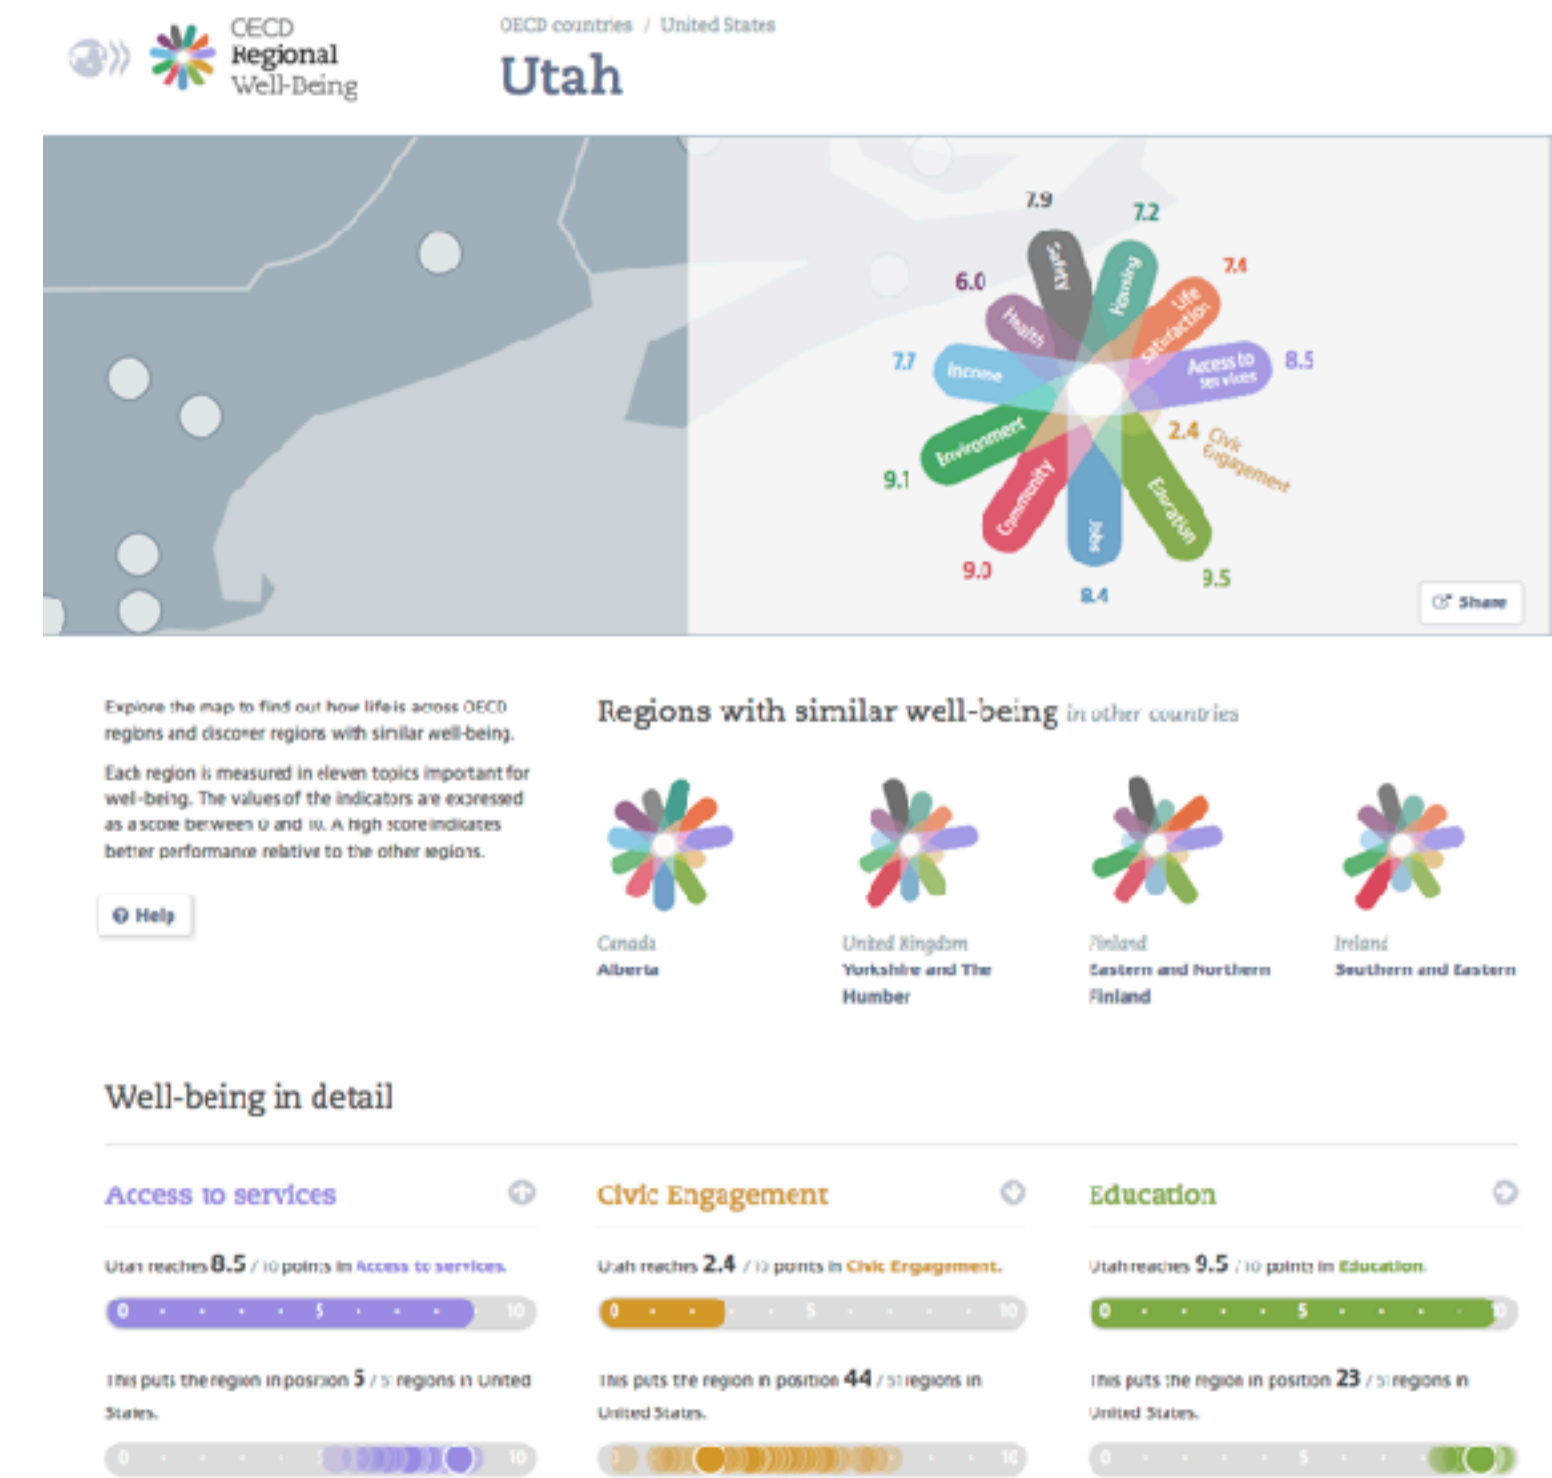 OECD
Regional
Well-Being
OECD countries / United States
Utah
7.9
7.2
7.4
6.0
8.5
7.7
2.4
9.1
9.0
8.4
9.5
Safety
Housing
Life
Satisfaction
Health
Access to
services
Income
Civic
Engagement
Environment
Community
Jobs
Education
Share
Explore the map to find out how life is across OECD
regions and discover regions with similar well-being.
Each region is measured in eleven topics important for
well-being. The values of the indicators are expressed
as a score between 0 and 10. A high score indicates
better performance relative to the other regions.
Help
Regions with similar well-being in other countries
Canada
Alberta
United Kingdom
Yorkshire and The
Humber
Finland
Eastern and Northern
Finland
Ireland
Southern and Eastern
Well-being in detail
Access to services
Utah reaches 8.5 / 10 points in Access to services.
0 5 10
This puts the region in position 5 / 51 regions in United
States.
0 10
Civic Engagement
Utah reaches 2.4 / 10 points in Civic Engagement.
0 5 10
This puts the region in position 44 / 51 regions in
United States.
10
Education
Utah reaches 9.5 / 10 points in Education.
0 5 10
This puts the region in position 23 / 51 regions in
United States.
0 5